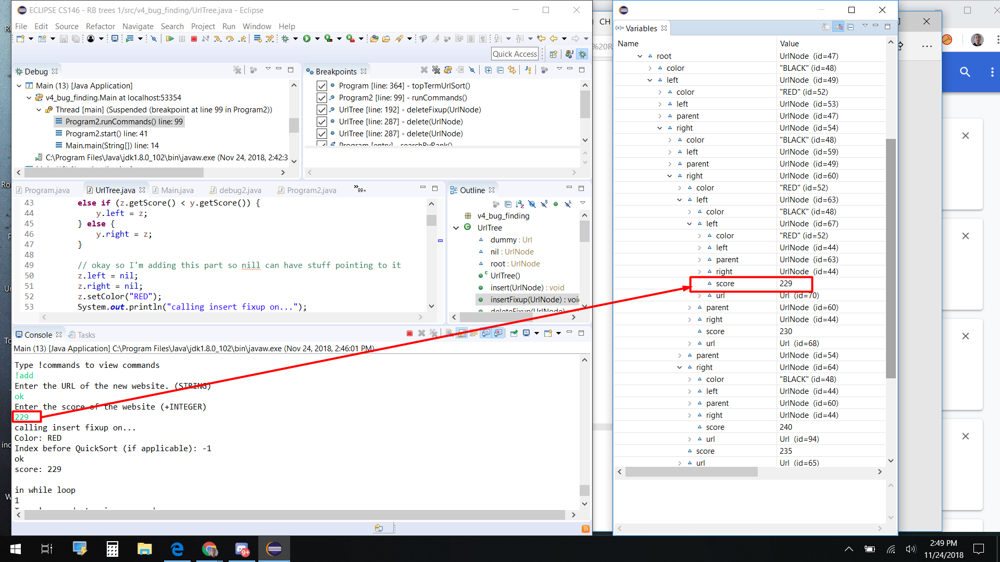 ECLIPSE CS146 - RB trees 1/src/v4_bug_finding/UrlTree.java - Eclipse
File Edit Source Refactor Navigate Search Project Run Window Help
Quick Access
Debug
Main (13) [Java Application]
v4_bug_finding.Main at localhost:53354
Thread [main] (Suspended (breakpoint at line 99 in Program2))
Program2.runCommands() line: 99
Program2.start() line: 41
Main.main(String[]) line: 14
C:\Program Files\Java\jdk1.8.0_102\bin\javaw.exe (Nov 24, 2018, 2:42:3
Breakpoints
Program [line: 364] - topTermUrlSort()
Program2 [line: 99] - runCommands()
UrlTree [line: 192] - deleteFixup(UrlNode)
UrlTree [line: 287] - delete(UrlNode)
UrlTree [line: 287] - delete(UrlNode)
Program [entry] - searchByRank()
Program.java UrlTree.java Main.java debug2.java Program2.java 99+
43 else if (z.getScore() < y.getScore()) {
44 y.left = z;
45 } else {
46 y.right = z;
47 }
48
49 // okay so I'm adding this part so nill can have stuff pointing to it
50 z.left = nil;
51 z.right = nil;
52 z.setColor("RED");
53 System.out.println("calling insert fixup on...");
Outline
v4_bug_finding
UrlTree
dummy : Url
nil : UrlNode
root : UrlNode
UrlTree()
insert(UrlNode) : void
insertFixup(UrlNode) : voi
Console Tasks
Main (13) [Java Application] C:\Program Files\Java\jdk1.8.0_102\bin\javaw.exe (Nov 24, 2018, 2:46:01 PM)
Type !commands to view commands
!add
Enter the URL of the new website. (STRING)
ok
Enter the score of the website (+INTEGER)
229
calling insert fixup on...
Color: RED
Index before QuickSort (if applicable): -1
ok
score: 229
in while loop
1
Variables
Name Value
root UrlNode (id=47)
color "BLACK" (id=48)
left UrlNode (id=49)
color "RED" (id=52)
left UrlNode (id=53)
parent UrlNode (id=47)
right UrlNode (id=54)
color "BLACK" (id=48)
left UrlNode (id=59)
parent UrlNode (id=49)
right UrlNode (id=60)
color "RED" (id=52)
left UrlNode (id=63)
color "BLACK" (id=48)
left UrlNode (id=67)
color "RED" (id=52)
left UrlNode (id=44)
parent UrlNode (id=63)
right UrlNode (id=44)
score 229
url Url (id=70)
parent UrlNode (id=60)
right UrlNode (id=44)
score 230
url Url (id=68)
parent UrlNode (id=54)
right UrlNode (id=64)
color "BLACK" (id=48)
left UrlNode (id=44)
parent UrlNode (id=60)
right UrlNode (id=44)
score 240
url Url (id=94)
score 235
url Url (id=65)
CH
%20R
9+
2:49 PM
11/24/2018